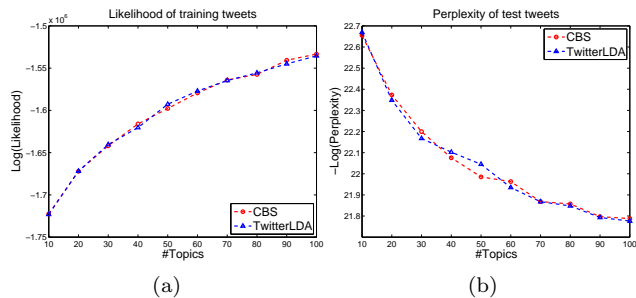 Likelihood of training tweets
x 10^6
−1.5
−1.55
−1.6
−1.65
−1.7
−1.75
Log(Likelihood)
10 20 30 40 50 60 70 80 90 100
#Topics
CBS
TwitterLDA
(a)
Perplexity of test tweets
22.7
22.6
22.5
22.4
22.3
22.2
22.1
22
21.9
21.8
−Log(Perplexity)
10 20 30 40 50 60 70 80 90 100
#Topics
CBS
TwitterLDA
(b)